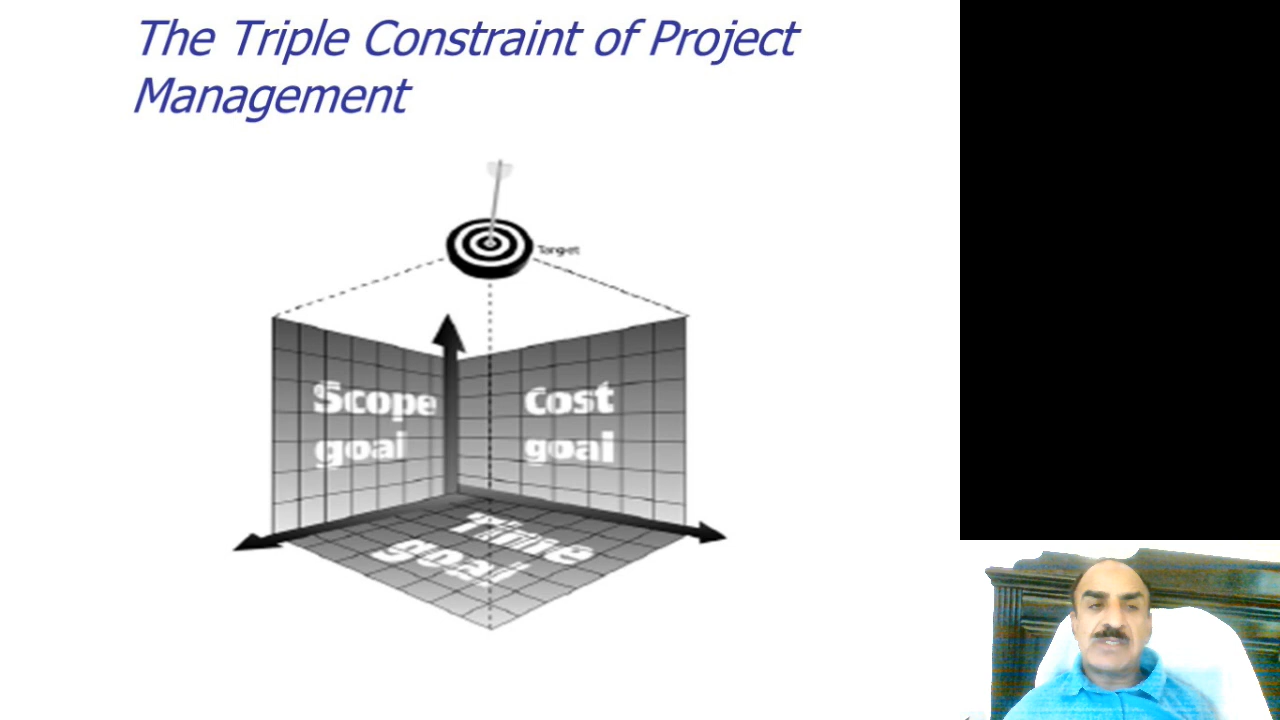 The Triple Constraint of Project
Management
Target
Scope
goal
Cost
goal
Time
goal